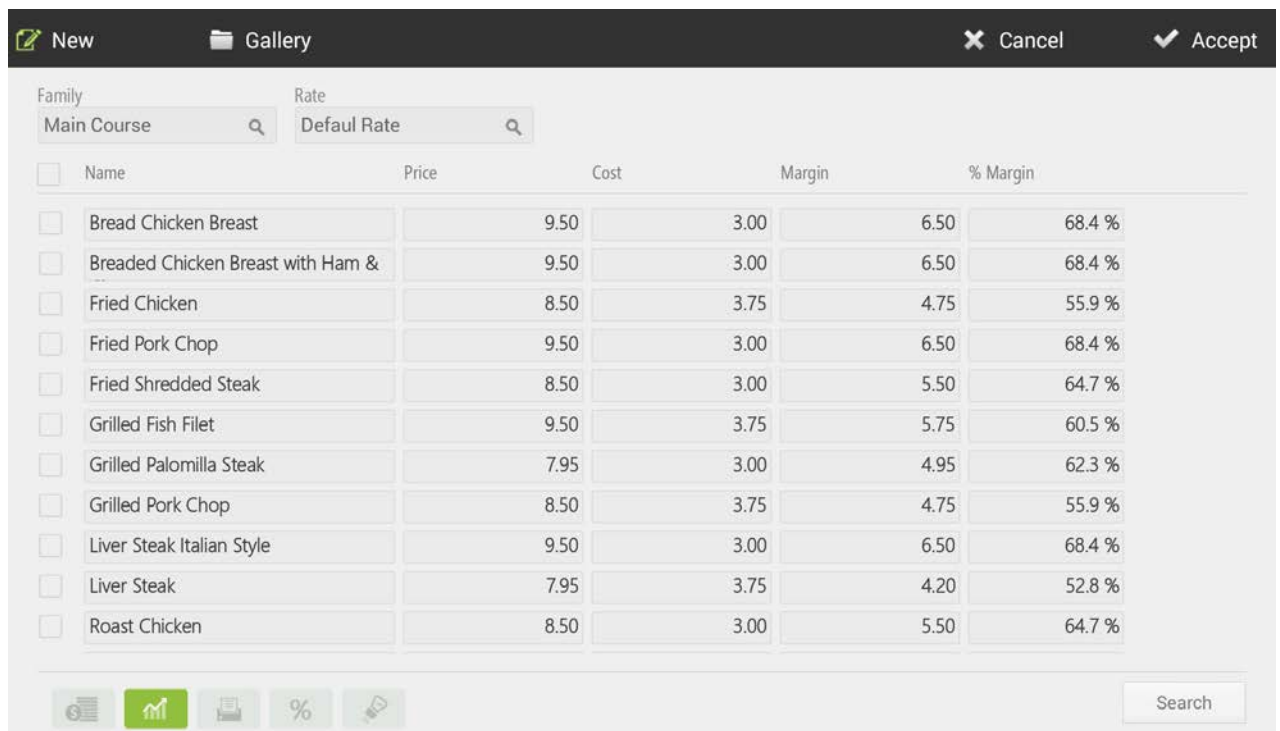 New Gallery Cancel Accept
Family Rate
Main Course Defaul Rate
Name Price Cost Margin % Margin
Bread Chicken Breast 9.50 3.00 6.50 68.4 %
Breaded Chicken Breast with Ham & 9.50 3.00 6.50 68.4 %
Fried Chicken 8.50 3.75 4.75 55.9 %
Fried Pork Chop 9.50 3.00 6.50 68.4 %
Fried Shredded Steak 8.50 3.00 5.50 64.7 %
Grilled Fish Filet 9.50 3.75 5.75 60.5 %
Grilled Palomilla Steak 7.95 3.00 4.95 62.3 %
Grilled Pork Chop 8.50 3.75 4.75 55.9 %
Liver Steak Italian Style 9.50 3.00 6.50 68.4 %
Liver Steak 7.95 3.75 4.20 52.8 %
Roast Chicken 8.50 3.00 5.50 64.7 %
% Search